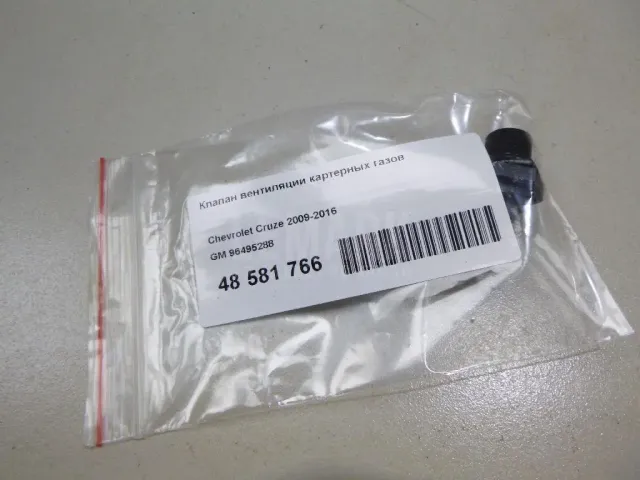 Клапан вентиляции картерных газов
Chevrolet Cruze 2009-2016
GM 96495288
48 581 766